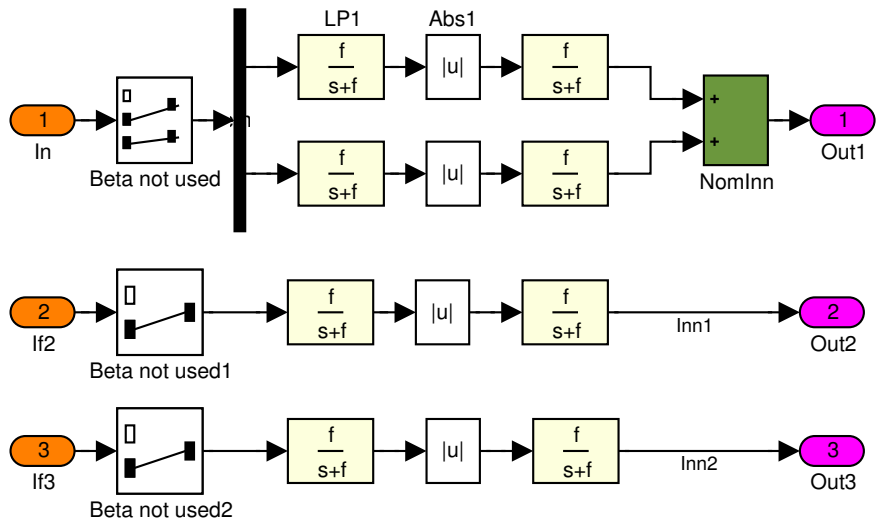 LP1 Abs1
f
s+f
|u|
f
s+f
1
In
Beta not used
+
+
NomInn
1
Out1
f
s+f
|u|
f
s+f
2
If2
Beta not used1
f
s+f
|u|
f
s+f
Inn1
2
Out2
3
If3
Beta not used2
f
s+f
|u|
f
s+f
Inn2
3
Out3